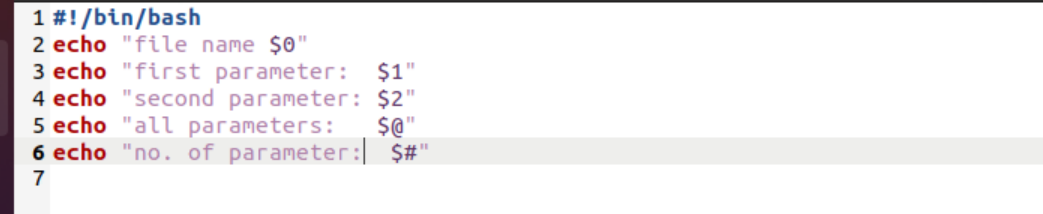 1 #!/bin/bash
2 echo "file name $0"
3 echo "first parameter:  $1"
4 echo "second parameter: $2"
5 echo "all parameters:   $@"
6 echo "no. of parameter:  $#"
7